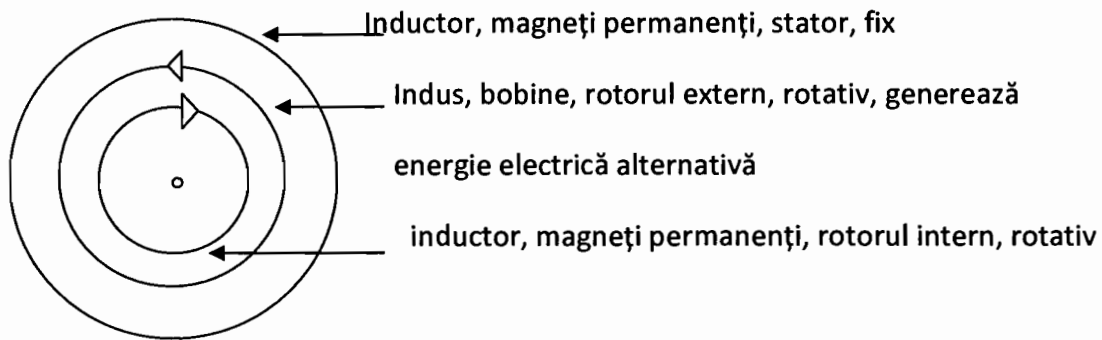 Inductor, magneți permanenți, stator, fix
Indus, bobine, rotorul extern, rotativ, generează
energie electrică alternativă
inductor, magneți permanenți, rotorul intern, rotativ